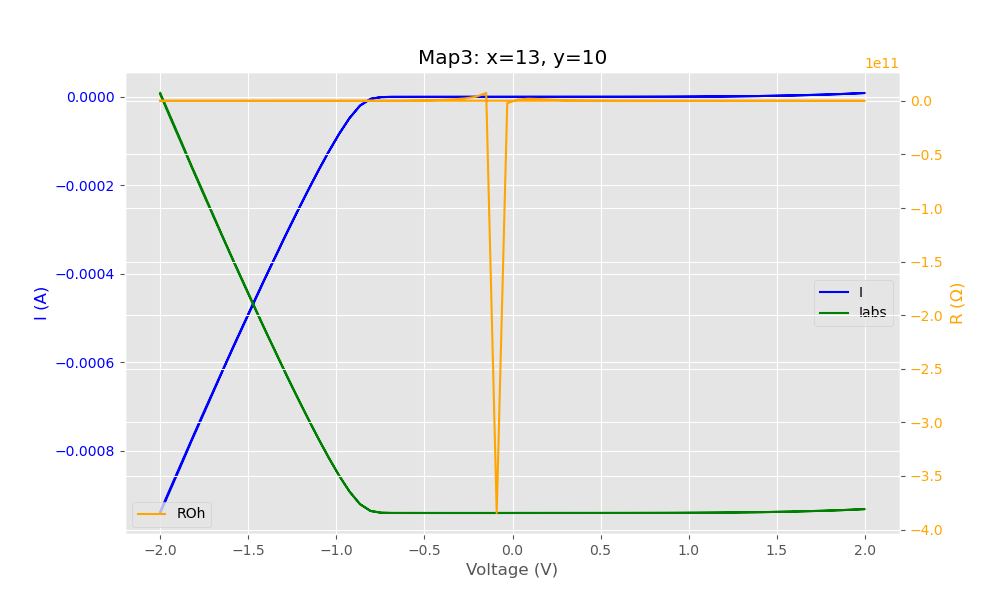 Map3: x=13, y=10
1e11
0.0000
−0.0002
−0.0004
−0.0006
−0.0008
I (A)
0.0
−0.5
−1.0
−1.5
−2.0
−2.5
−3.0
−3.5
−4.0
R (Ω)
I
Iabs
ROh
−2.0 −1.5 −1.0 −0.5 0.0 0.5 1.0 1.5 2.0
Voltage (V)